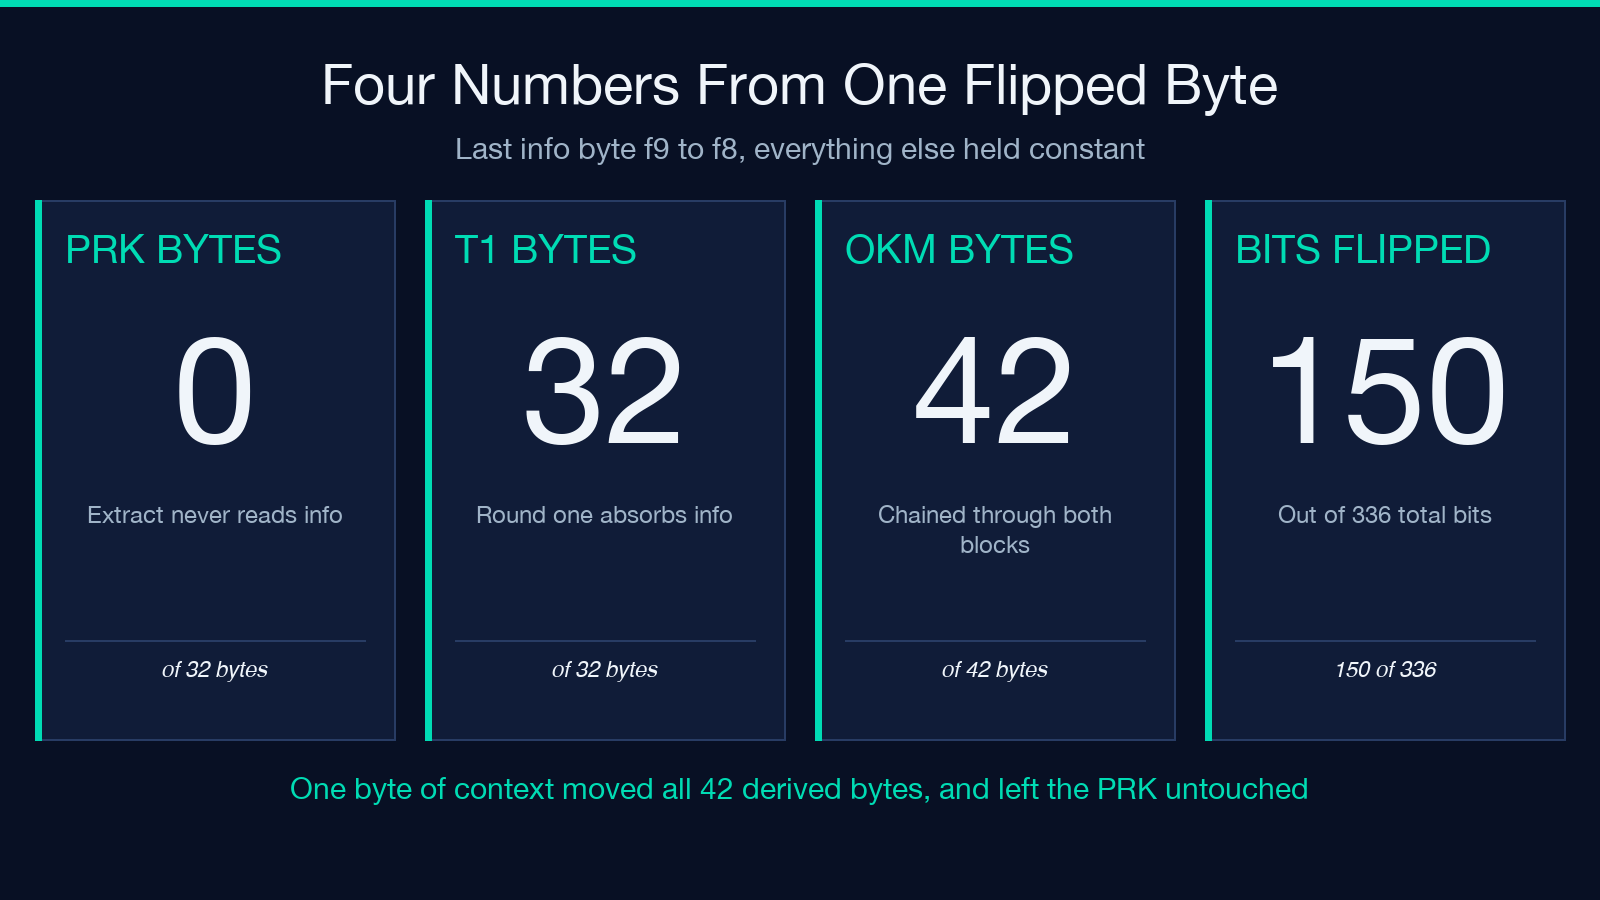 Four Numbers From One Flipped Byte
Last info byte f9 to f8, everything else held constant
PRK BYTES
0
Extract never reads info
of 32 bytes
T1 BYTES
32
Round one absorbs info
of 32 bytes
OKM BYTES
42
Chained through both
blocks
of 42 bytes
BITS FLIPPED
150
Out of 336 total bits
150 of 336
One byte of context moved all 42 derived bytes, and left the PRK untouched